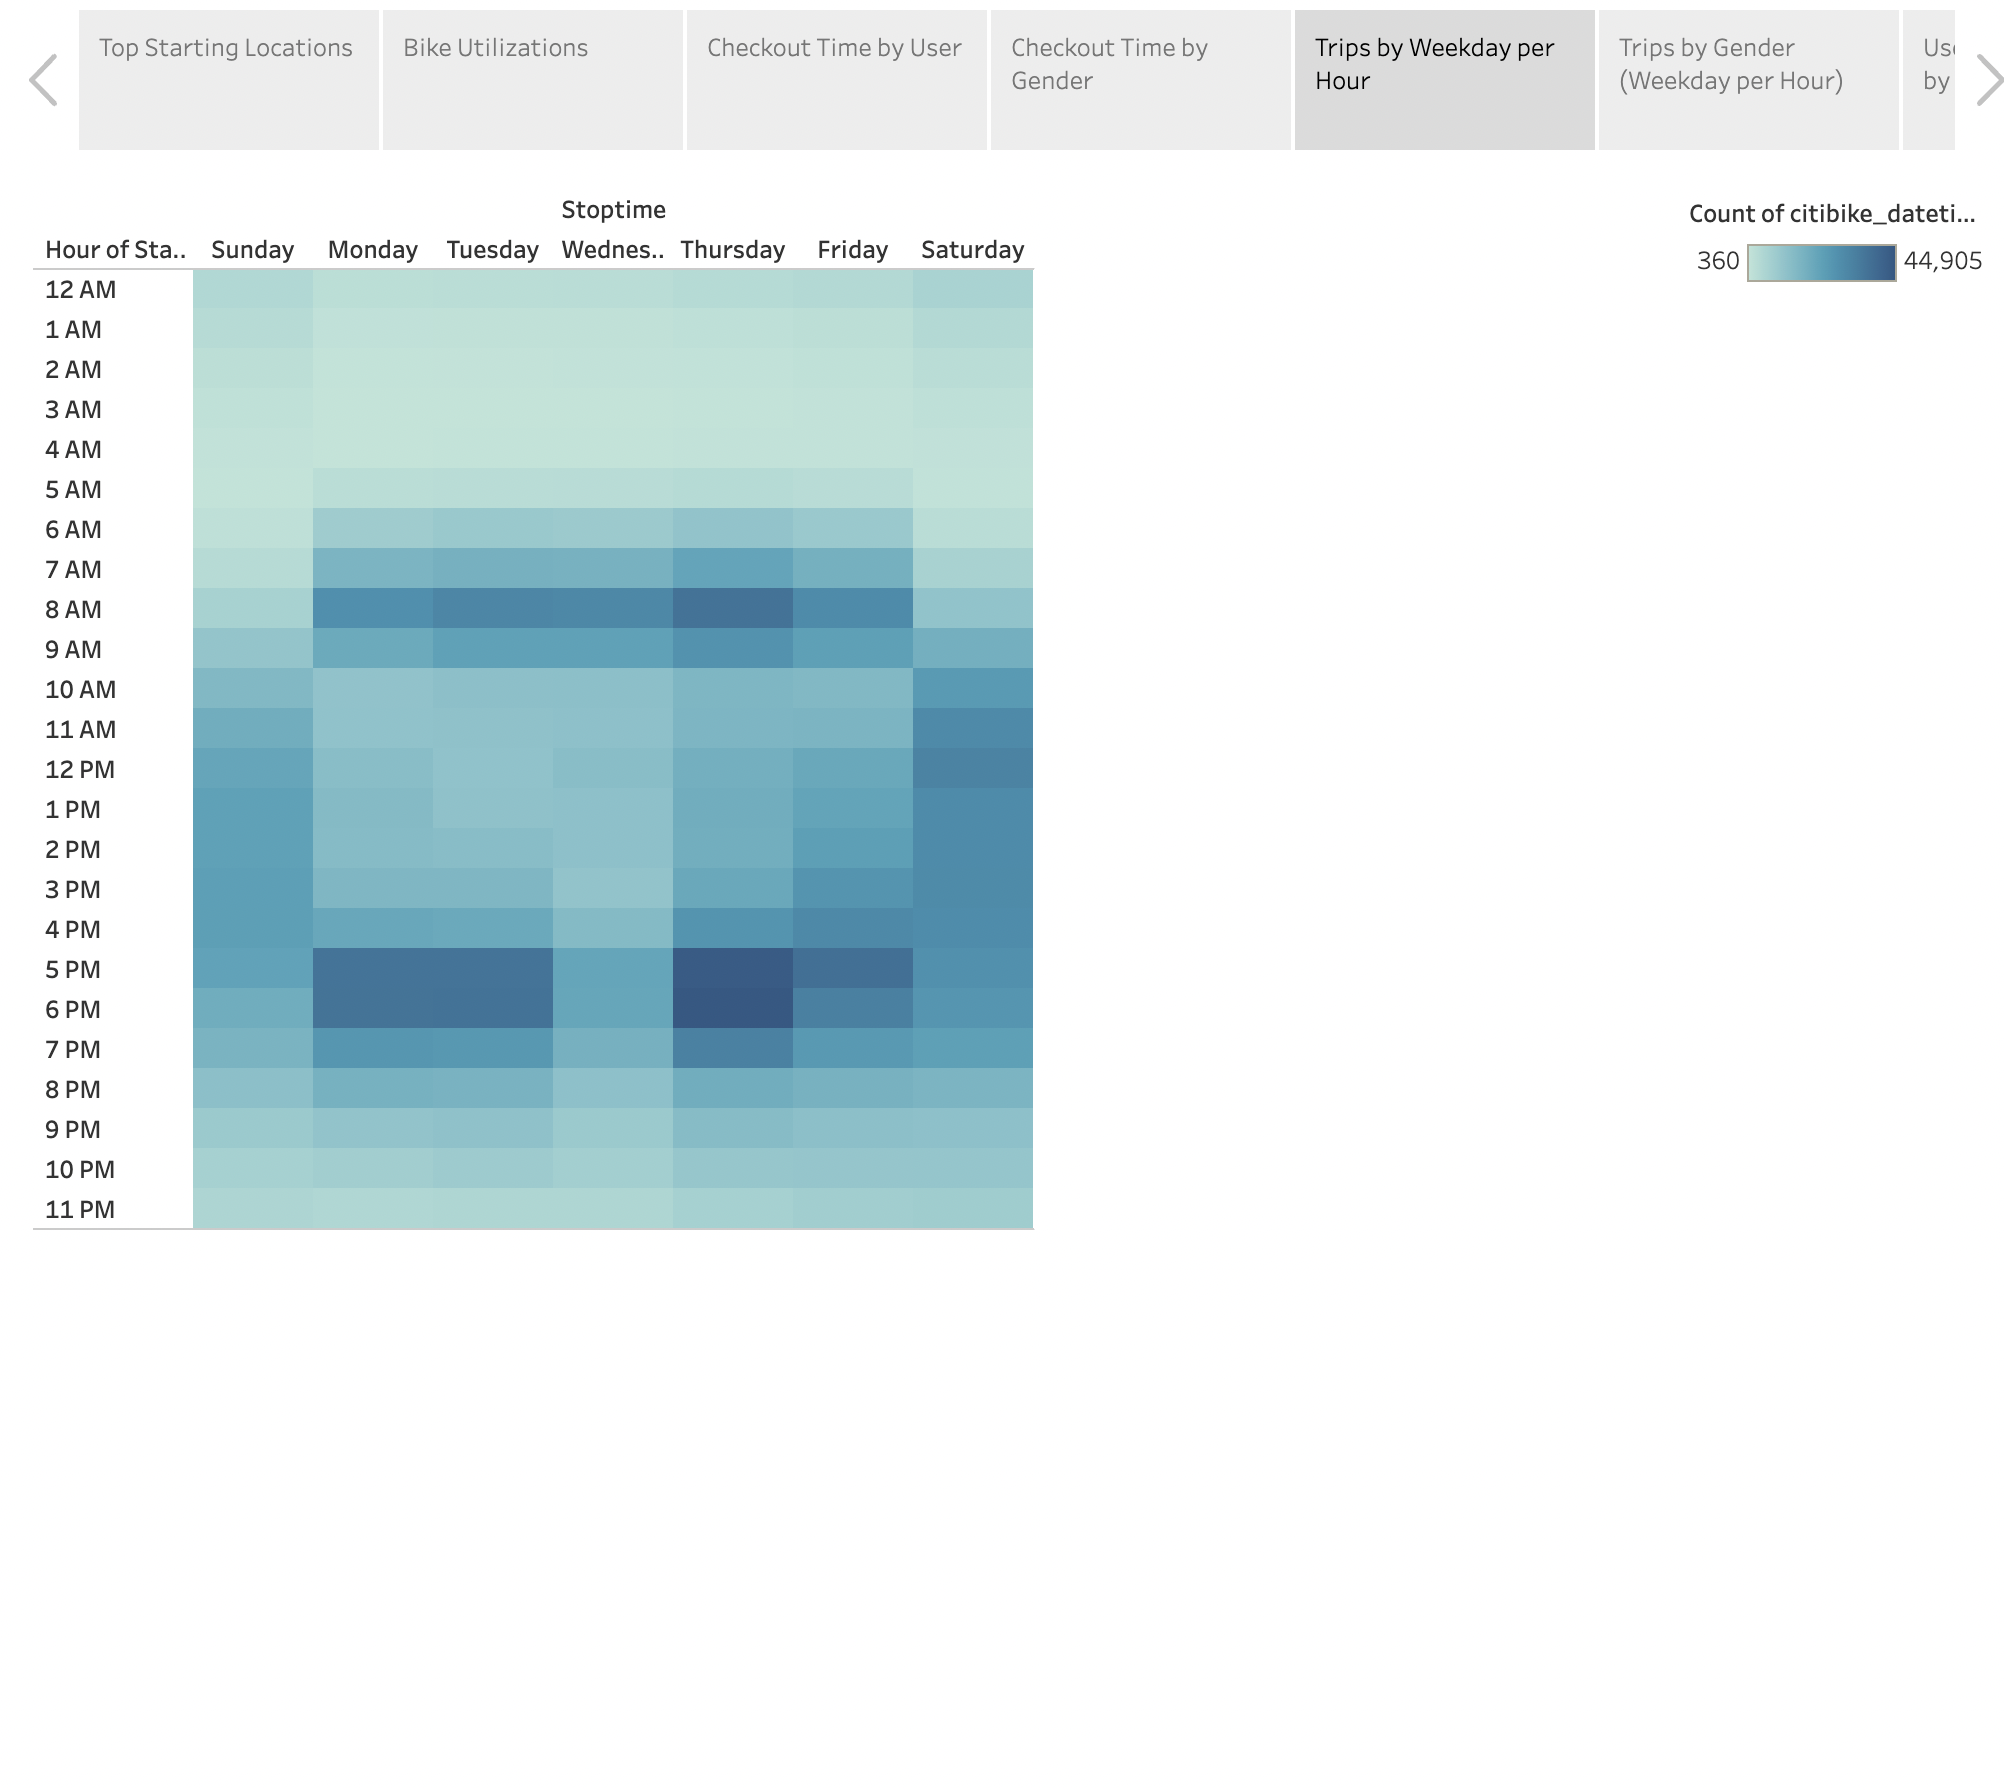 Top Starting Locations
Bike Utilizations
Checkout Time by User
Checkout Time by
Gender
Trips by Weekday per
Hour
Trips by Gender
(Weekday per Hour)
by
Stoptime
Hour of Sta.. Sunday Monday Tuesday Wednes.. Thursday Friday Saturday
12 AM
1 AM
2 AM
3 AM
4 AM
5 AM
6 AM
7 AM
8 AM
9 AM
10 AM
11 AM
12 PM
1 PM
2 PM
3 PM
4 PM
5 PM
6 PM
7 PM
8 PM
9 PM
10 PM
11 PM
Count of citibike_dateti...
360 44,905